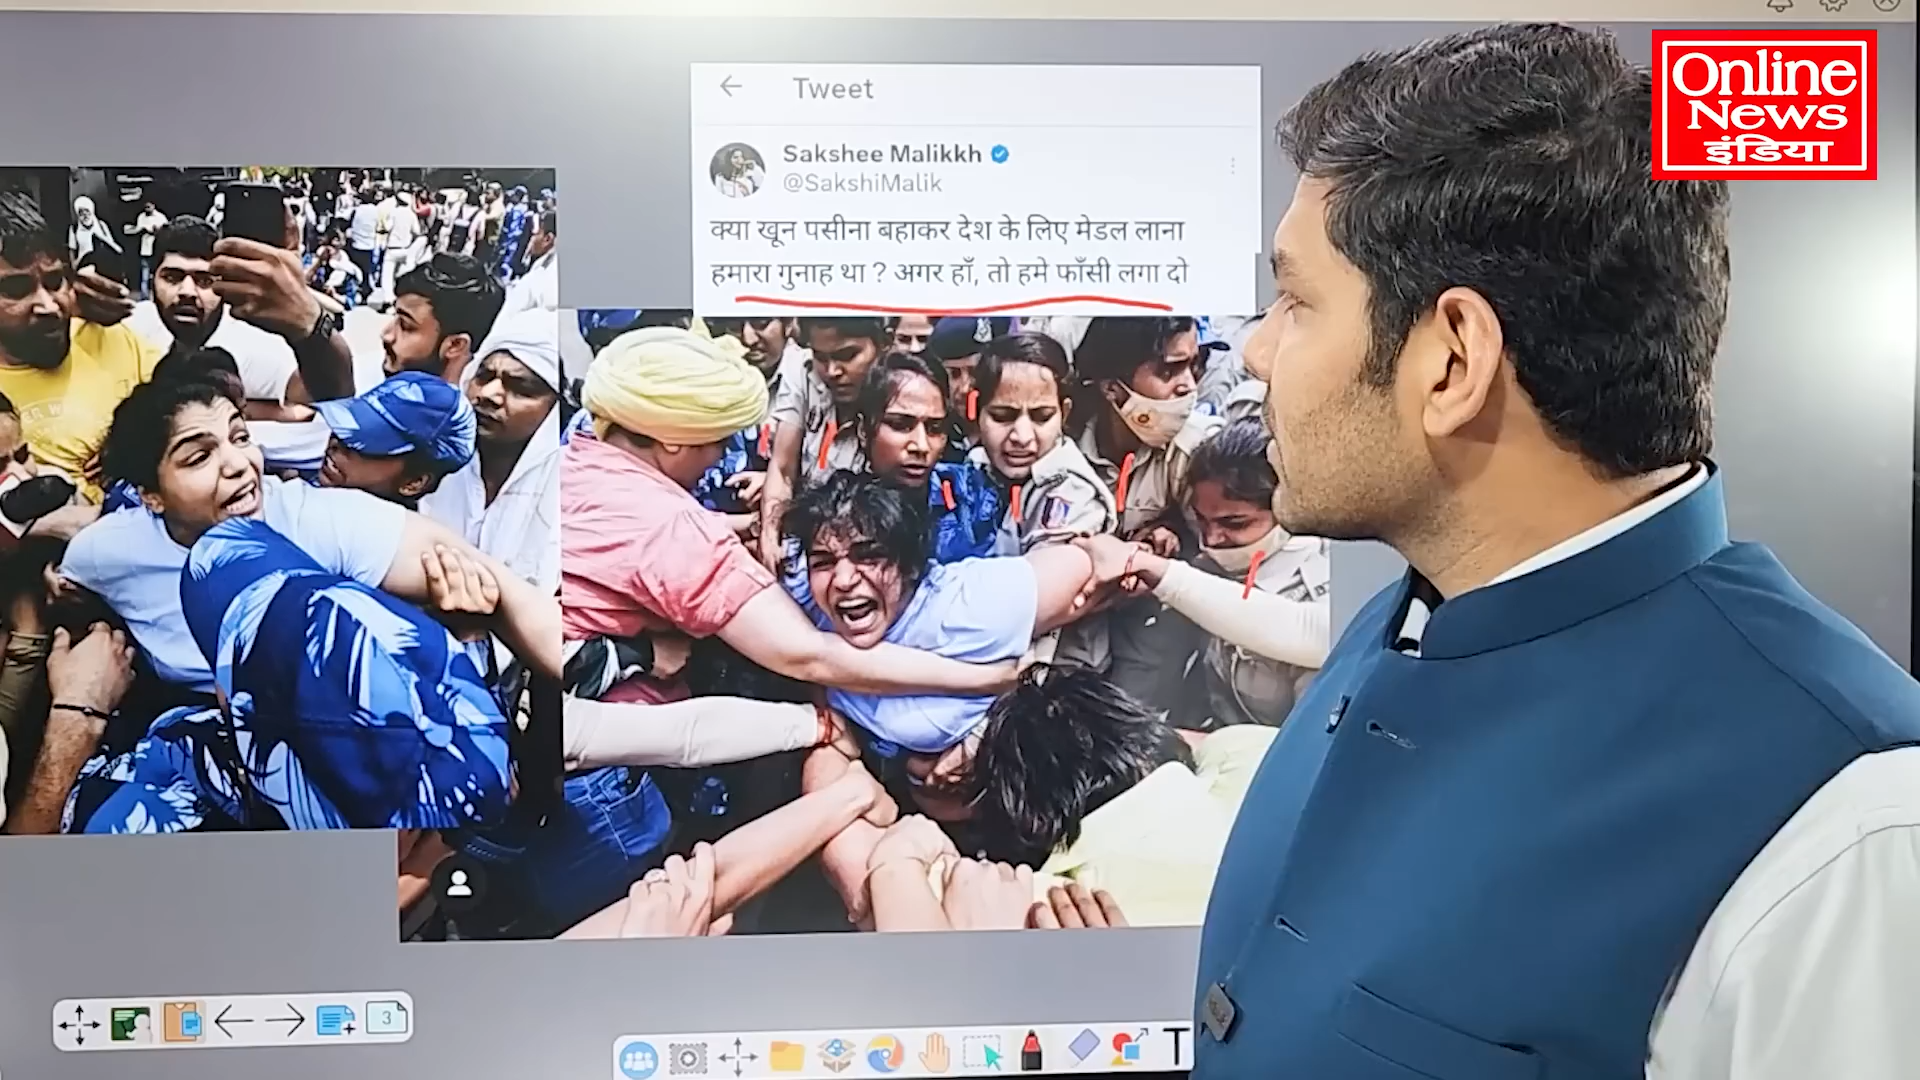 Online
News
इंडिया
Tweet
Sakshee Malikkh
@SakshiMalik
क्या खून पसीना बहाकर देश के लिए मेडल लाना
हमारा गुनाह था ? अगर हाँ, तो हमे फाँसी लगा दो
3
T